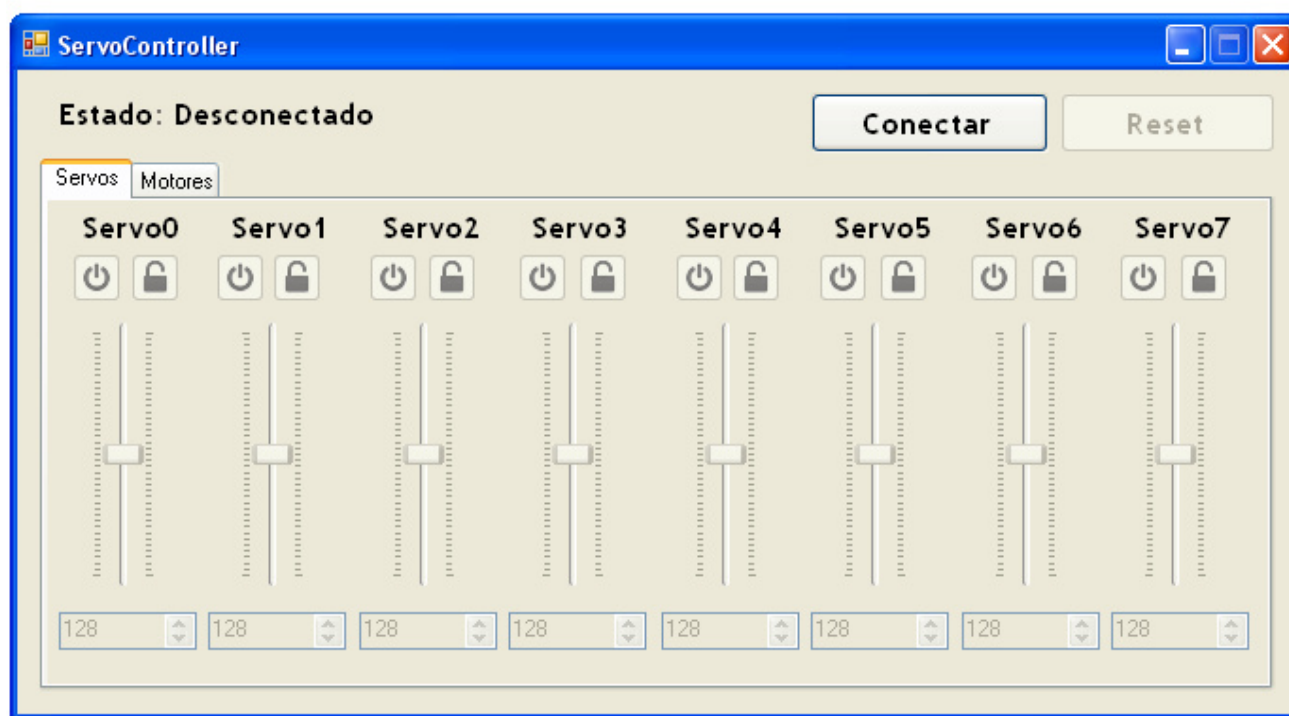 ServoController
Estado: Desconectado Conectar Reset
Servos Motores
Servo0 Servo1 Servo2 Servo3 Servo4 Servo5 Servo6 Servo7
128 128 128 128 128 128 128 128